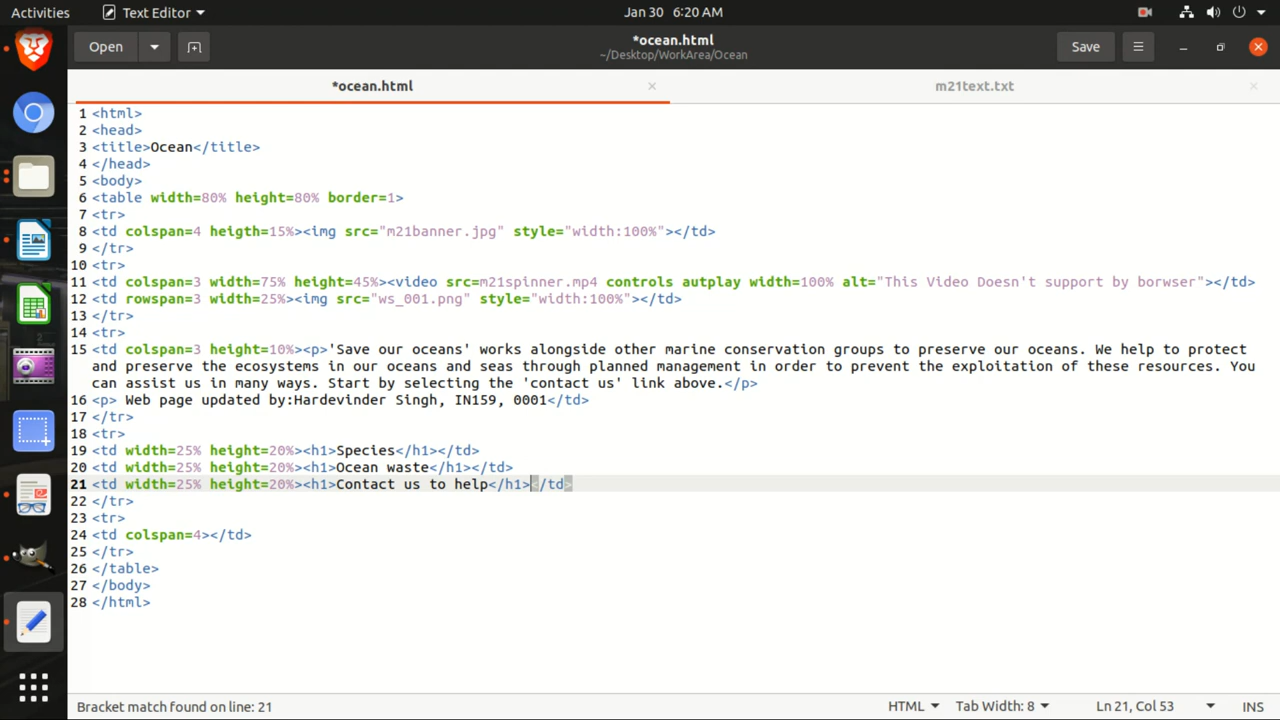 Activities Text Editor Jan 30 6:20 AM
Open *ocean.html Save
~/Desktop/WorkArea/Ocean
*ocean.html m21text.txt
1 <html>
2 <head>
3 <title>Ocean</title>
4 </head>
5 <body>
6 <table width=80% height=80% border=1>
7 <tr>
8 <td colspan=4 heigth=15%><img src="m21banner.jpg" style="width:100%"></td>
9 </tr>
10 <tr>
11 <td colspan=3 width=75% height=45%><video src=m21spinner.mp4 controls autplay width=100% alt="This Video Doesn't support by borwser"></td>
12 <td rowspan=3 width=25%><img src="ws_001.png" style="width:100%"></td>
13 </tr>
14 <tr>
15 <td colspan=3 height=10%><p>'Save our oceans' works alongside other marine conservation groups to preserve our oceans. We help to protect
and preserve the ecosystems in our oceans and seas through planned management in order to prevent the exploitation of these resources. You
can assist us in many ways. Start by selecting the 'contact us' link above.</p>
16 <p> Web page updated by:Hardevinder Singh, IN159, 0001</td>
17 </tr>
18 <tr>
19 <td width=25% height=20%><h1>Species</h1></td>
20 <td width=25% height=20%><h1>Ocean waste</h1></td>
21 <td width=25% height=20%><h1>Contact us to help</h1></td>
22 </tr>
23 <tr>
24 <td colspan=4></td>
25 </tr>
26 </table>
27 </body>
28 </html>
Bracket match found on line: 21 HTML Tab Width: 8 Ln 21, Col 53 INS